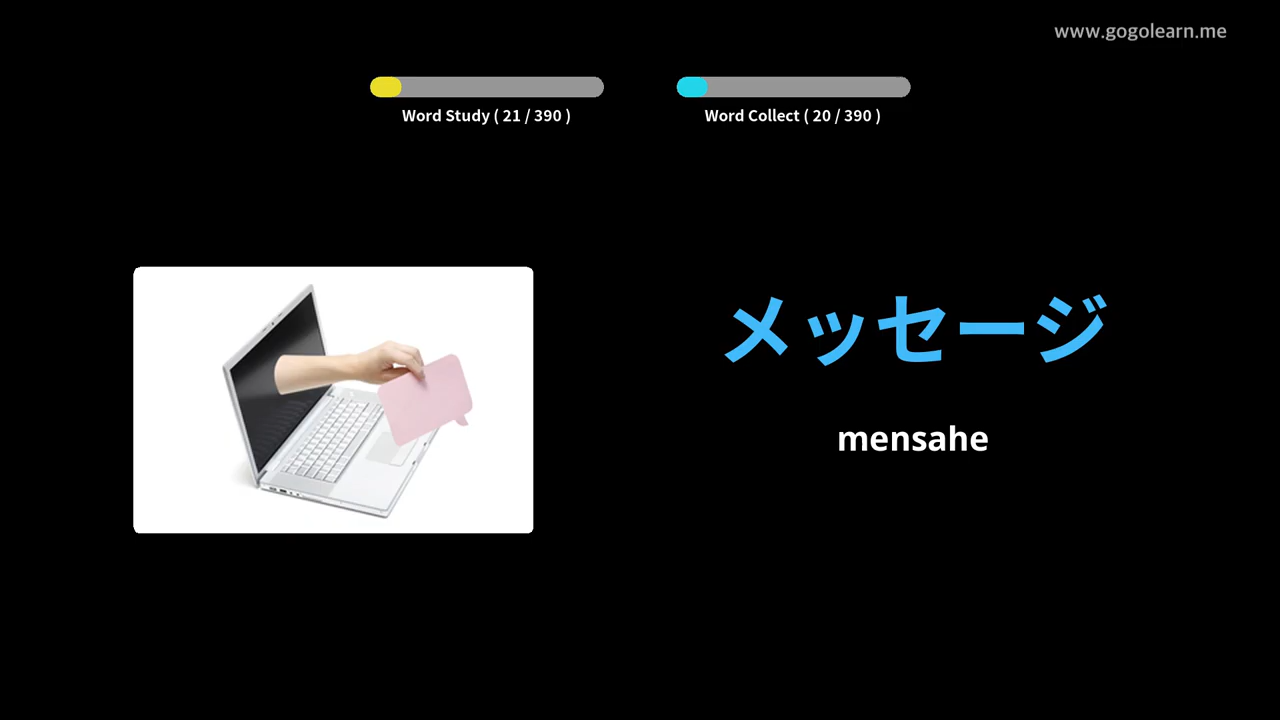 www.gogolearn.me
Word Study ( 21 / 390 )
Word Collect ( 20 / 390 )
メッセージ
mensahe